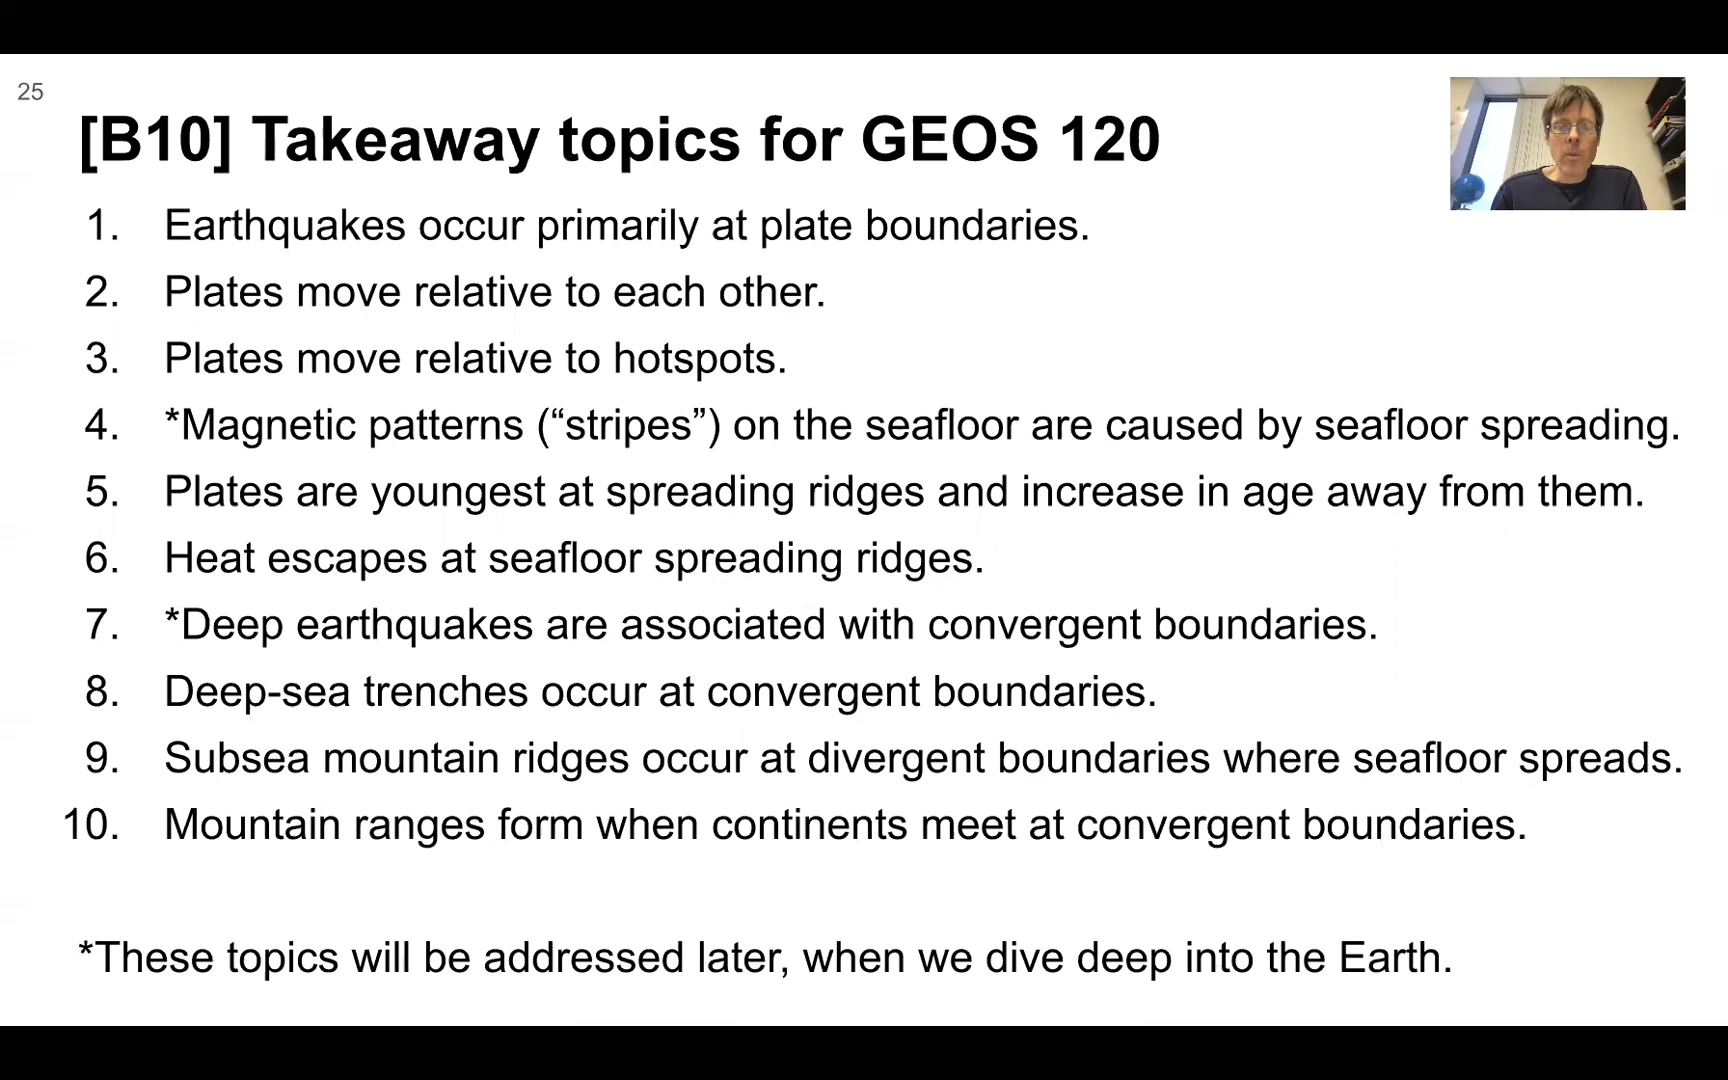 25
[B10] Takeaway topics for GEOS 120
1. Earthquakes occur primarily at plate boundaries.
2. Plates move relative to each other.
3. Plates move relative to hotspots.
4. *Magnetic patterns (“stripes”) on the seafloor are caused by seafloor spreading.
5. Plates are youngest at spreading ridges and increase in age away from them.
6. Heat escapes at seafloor spreading ridges.
7. *Deep earthquakes are associated with convergent boundaries.
8. Deep-sea trenches occur at convergent boundaries.
9. Subsea mountain ridges occur at divergent boundaries where seafloor spreads.
10. Mountain ranges form when continents meet at convergent boundaries.
*These topics will be addressed later, when we dive deep into the Earth.